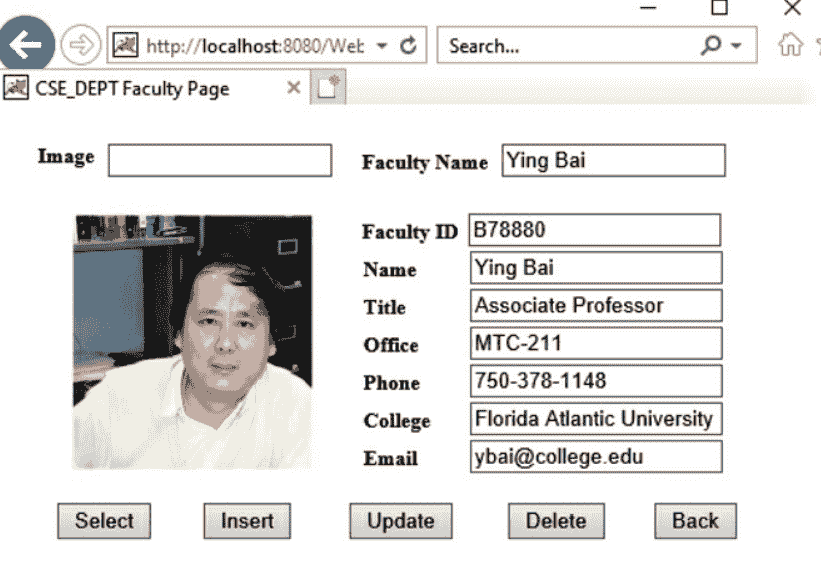 http://localhost:8080/Web
Search...
CSE_DEPT Faculty Page
Image
Faculty Name Ying Bai
Faculty ID B78880
Name Ying Bai
Title Associate Professor
Office MTC-211
Phone 750-378-1148
College Florida Atlantic University
Email ybai@college.edu
Select Insert Update Delete Back